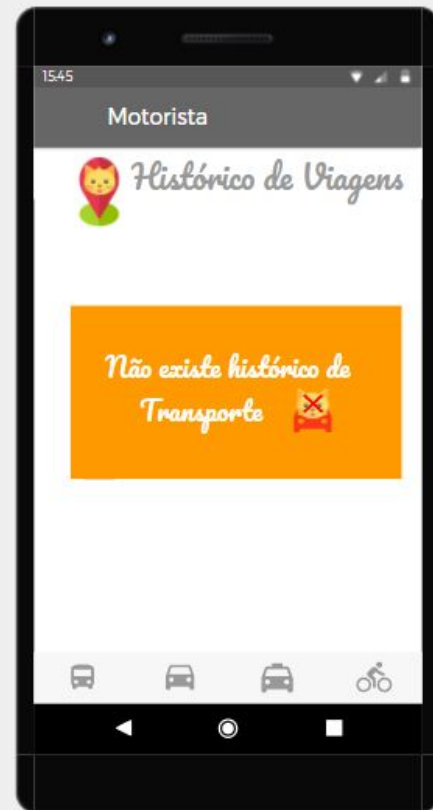 15:45
Motorista
Histórico de Viagens
Não existe histórico de
Transporte